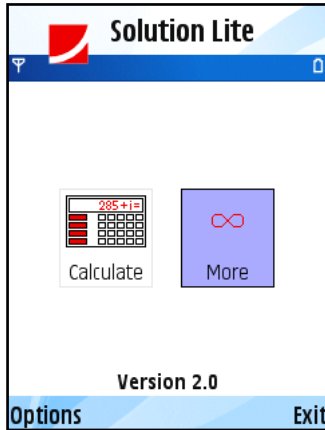 Solution Lite
285+i=
Calculate
More
Version 2.0
Options
Exit